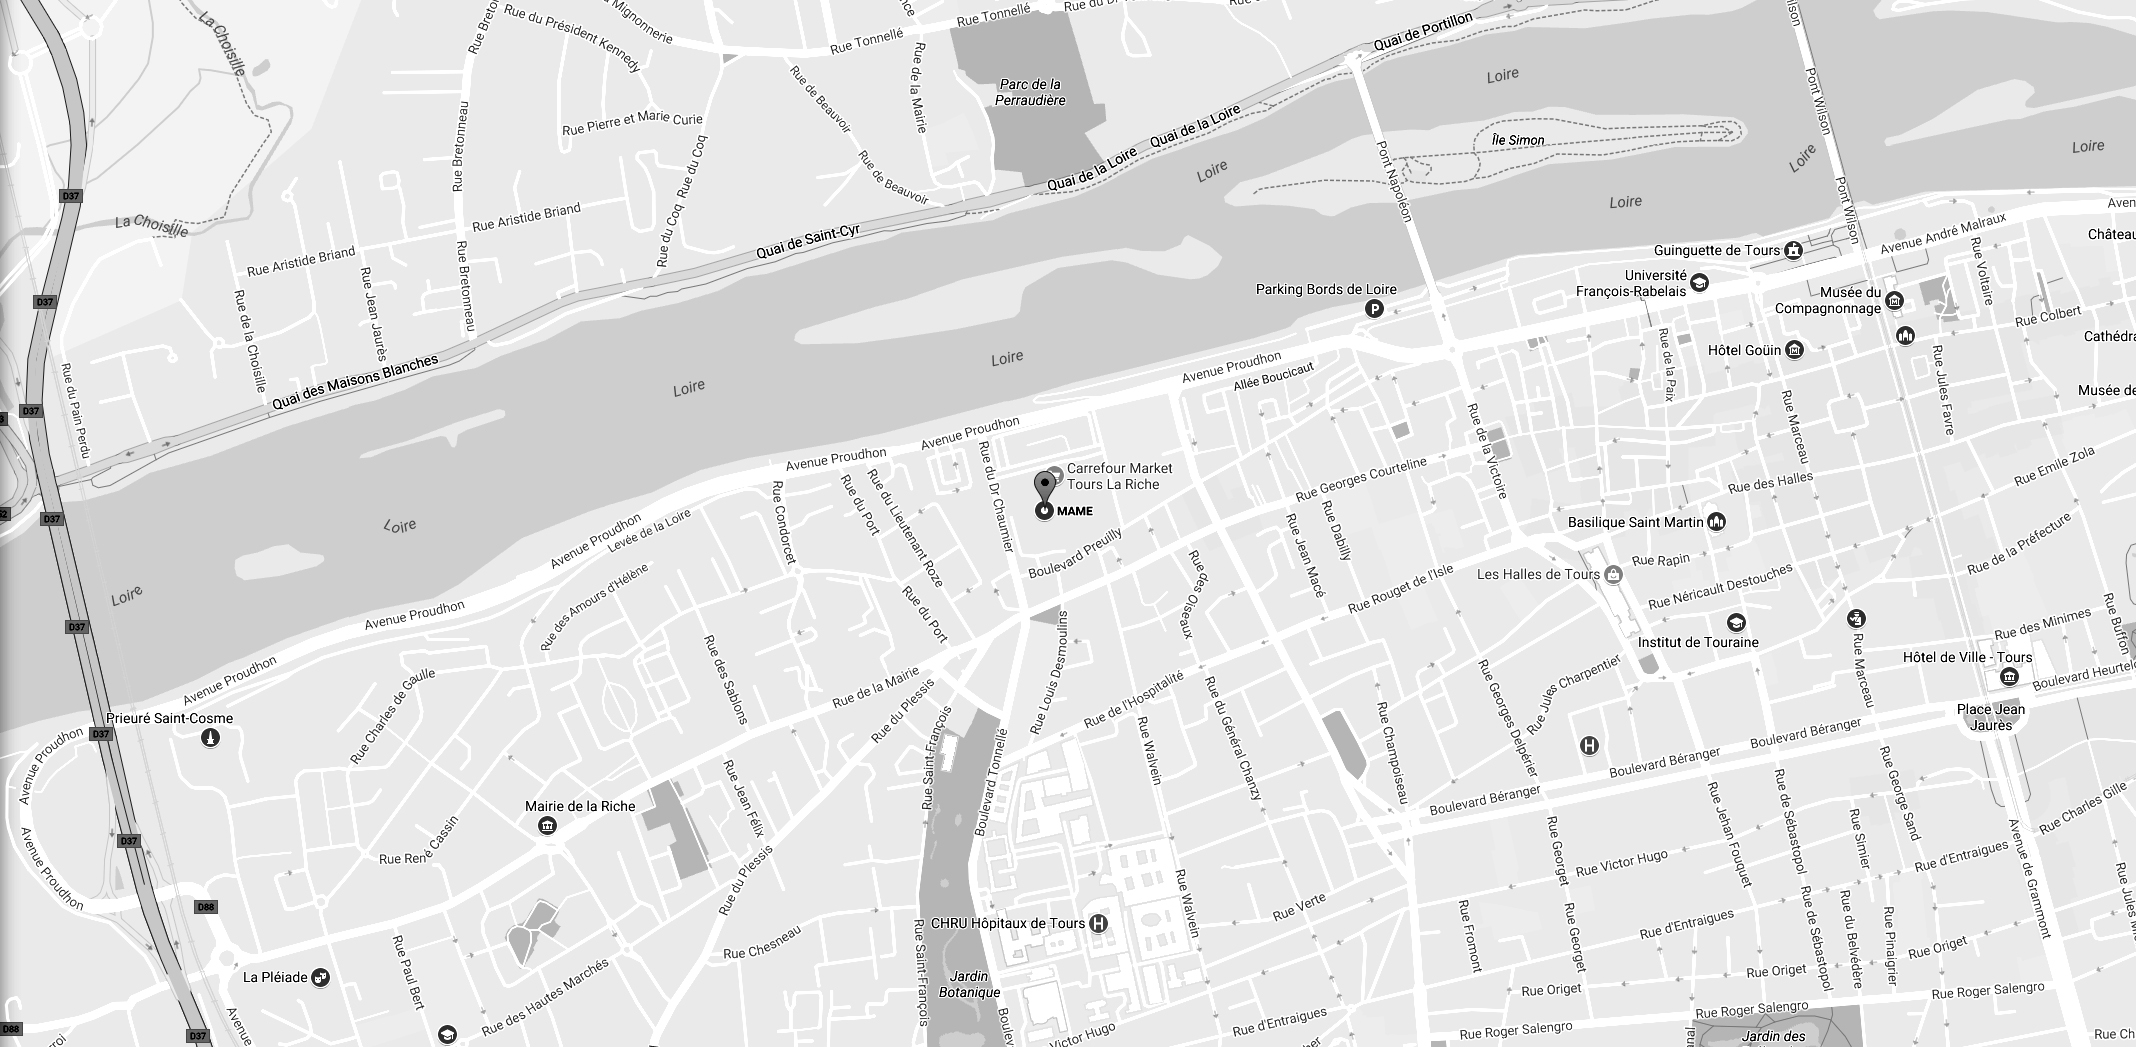 La Choisille
Rue du Président Kennedy
Mignonnerie
Rue Tonnellé
Rue Tonnellé
Quai de Portillon
Rue de Beauvoir
Rue de la Mairie
Parc de la
Perraudière
Loire
Pont Wilson
Rue Bretonneau
Rue Pierre et Marie Curie
Rue du Coq
Quai de la Loire
Quai de la Loire
Île Simon
Loire
Loire
Loire
Pont Napoléon
Rue de Beauvoir
D37
La Choisille
Rue Aristide Briand
Rue du Coq
Quai de Saint-Cyr
Loire
Pont Wilson
Avenue André Malraux
Rue Aristide Briand
Rue Bretonneau
Rue Jean Jaurès
Rue de la Choisille
Guinguette de Tours
Université
François-Rabelais
Rue Voltaire
Château
Parking Bords de Loire
P
Musée du
Compagnonnage
Rue Colbert
D37
Hôtel Goüin
Rue de la Paix
Cathédra
Quai des Maisons Blanches
Loire
Loire
Avenue Proudhon
Allée Boucicaut
Rue Jules Favre
Musée de
Rue du Pain Perdu
D37
Avenue Proudhon
Rue de la Victoire
Rue Marceau
Avenue Proudhon
Rue du Dr Chaumier
Carrefour Market
Tours La Riche
MAME
Rue Georges Courteline
Rue des Halles
Rue Emile Zola
Rue Condorcet
Rue du Port
Rue du Lieutenant Roze
D37
Loire
Avenue Proudhon
Levée de la Loire
Boulevard Preuilly
Rue Jean Macé
Rue Dabilly
Basilique Saint Martin
Rue Rapin
Rue de la Préfecture
Les Halles de Tours
Rue Néricault Destouches
Rue des Oiseaux
Rue Rouget de l'Isle
Loire
Rue des Amours d'Hélène
Rue du Port
Avenue Proudhon
D37
Rue Louis Desmoulins
Institut de Touraine
Rue des Minimes
Rue Buffon
Rue Marceau
Hôtel de Ville - Tours
Boulevard Heurtelo
Avenue Proudhon
Rue Charles de Gaulle
Rue des Sablons
Rue de la Mairie
Rue du Plessis
Rue de l'Hospitalité
Rue du Général Chanzy
Rue Georges Delpérier
Rue Jules Charpentier
Prieuré Saint-Cosme
D37
Avenue Proudhon
Rue Saint-François
Boulevard Tonnellé
Rue Walvein
Rue Champoiseau
H
Boulevard Béranger
Boulevard Béranger
Boulevard Béranger
Place Jean
Jaurès
Rue George Sand
Mairie de la Riche
Rue Jean Félix
Rue René Cassin
Avenue Proudhon
D37
Rue du Plessis
Rue Georget
Rue Victor Hugo
Rue Jehan Fouquet
Rue de Sébastopol
Rue Simier
Rue d'Entraigues
Rue Charles Gille
Avenue de Grammont
D88
Rue Walvein
Rue Verte
CHRU Hôpitaux de Tours
H
Rue Fromont
Rue Georget
Rue d'Entraigues
Rue de Sébastopol
Rue du Belvédère
Rue Pinaigrier
Rue Origet
Rue Chesneau
Rue Saint-François
La Pléiade
Rue Paul Bert
Rue des Hautes Marchés
Jardin
Botanique
Rue Origet
Rue Origet
Rue Roger Salengro
Rue Roger Salengro
Rue Roger Salengro
D88
D37
Avenue
Victor Hugo
Rue d'Entraigues
Jardin des